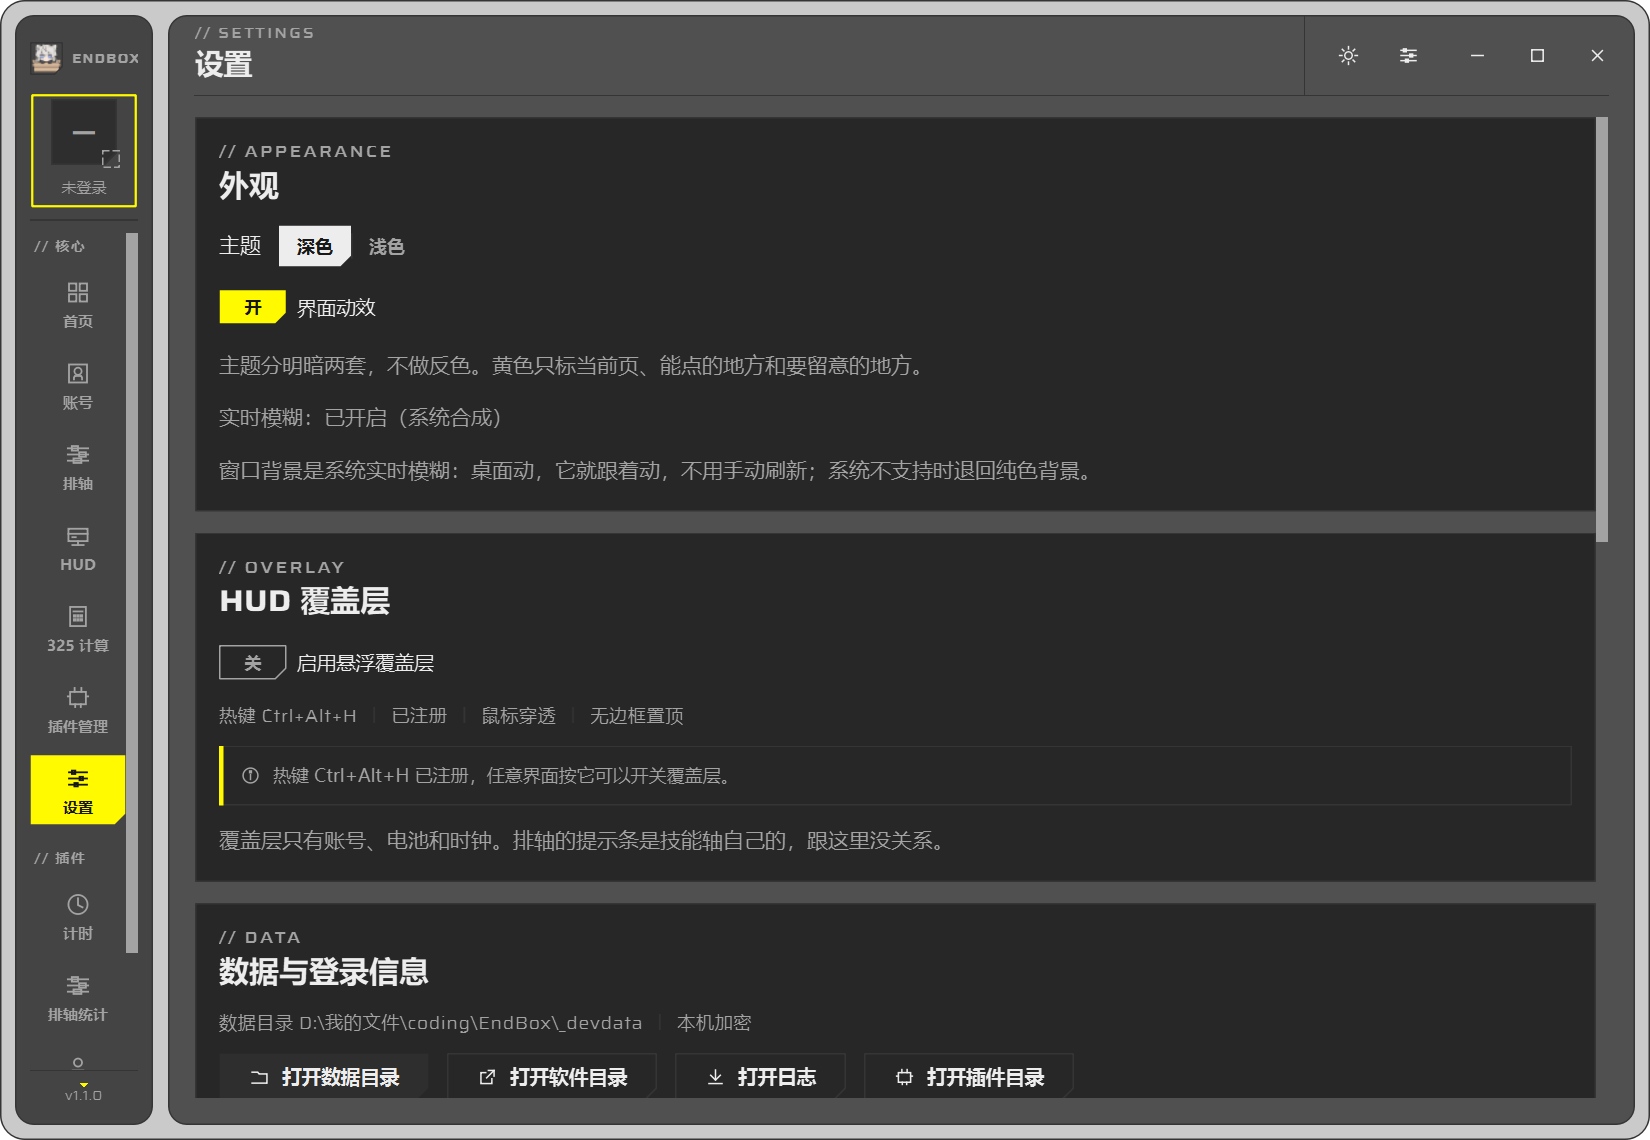 ENDBOX
未登录
// 核心
首页
账号
排轴
HUD
325 计算
插件管理
设置
// 插件
计时
排轴统计
v1.1.0
// SETTINGS
设置
// APPEARANCE
外观
主题 深色 浅色
开 界面动效
主题分明暗两套，不做反色。黄色只标当前页、能点的地方和要留意的地方。
实时模糊：已开启（系统合成）
窗口背景是系统实时模糊：桌面动，它就跟着动，不用手动刷新；系统不支持时退回纯色背景。
// OVERLAY
HUD 覆盖层
关 启用悬浮覆盖层
热键 Ctrl+Alt+H 已注册 鼠标穿透 无边框置顶
热键 Ctrl+Alt+H 已注册，任意界面按它可以开关覆盖层。
覆盖层只有账号、电池和时钟。排轴的提示条是技能轴自己的，跟这里没关系。
// DATA
数据与登录信息
数据目录 D:\我的文件\coding\EndBox\_devdata 本机加密
打开数据目录 打开软件目录 打开日志 打开插件目录